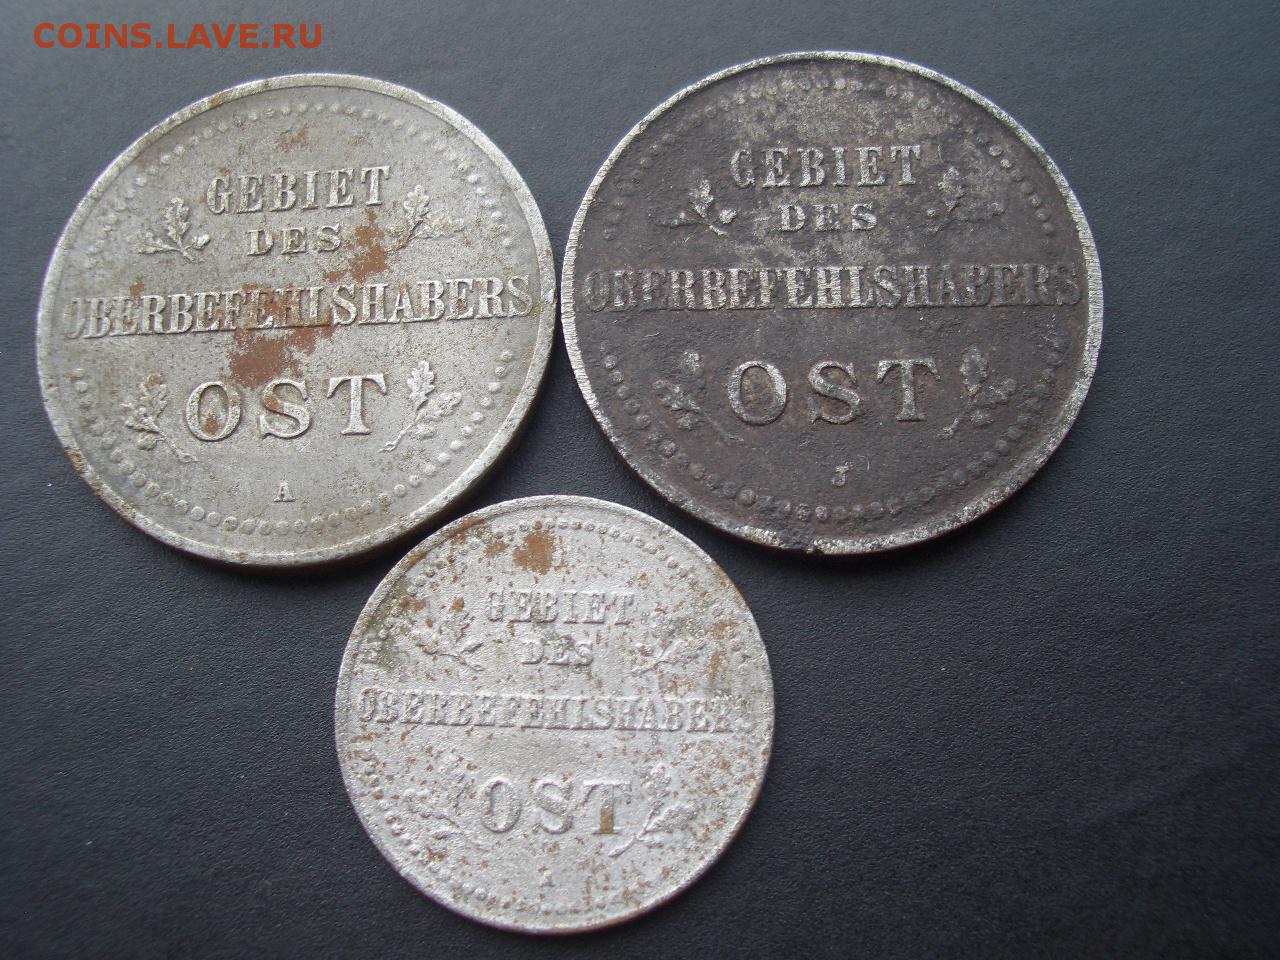 COINS.LAVE.RU
GEBIET
DES
OBERBEFEHLSHABERS
OST
A
GEBIET
DES
OBERBEFEHLSHABERS
OST
J
GEBIET
DES
OBERBEFEHLSHABERS
OST
A